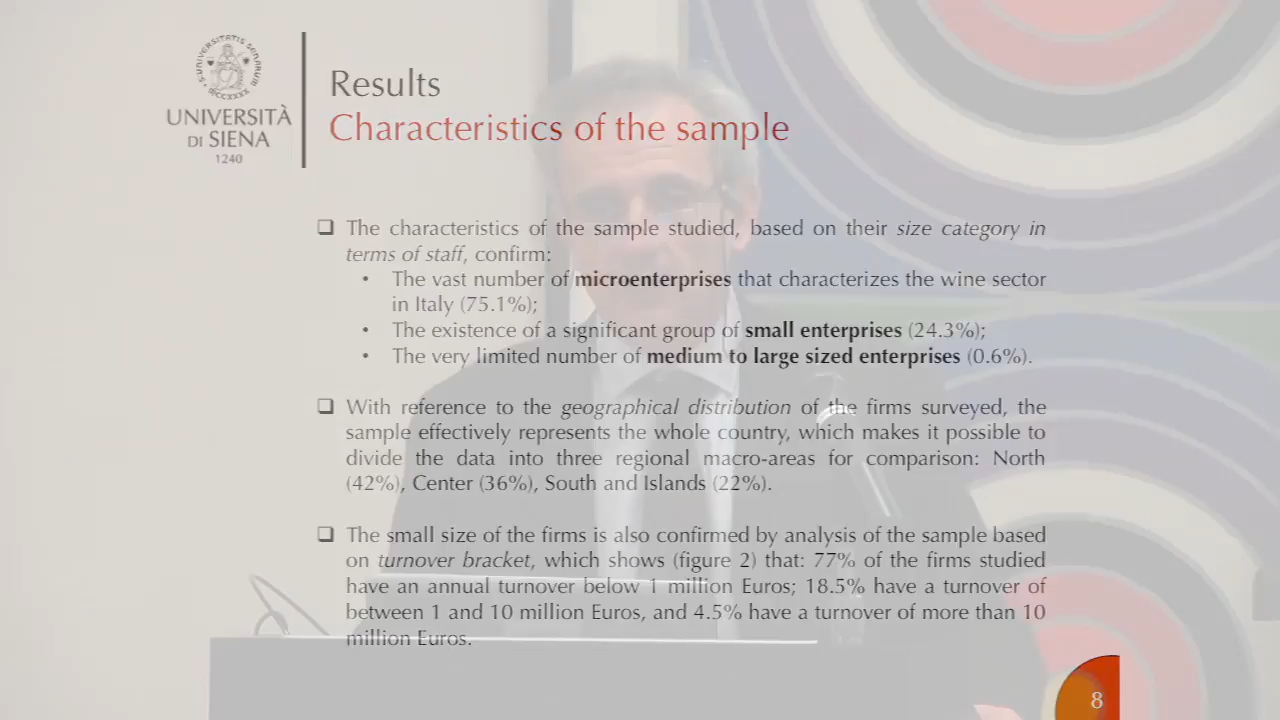 UNIVERSITÀ
DI SIENA
1240
Results
Characteristics of the sample
❑ The characteristics of the sample studied, based on their size category in
terms of staff, confirm:
• The vast number of microenterprises that characterizes the wine sector
in Italy (75.1%);
• The existence of a significant group of small enterprises (24.3%);
• The very limited number of medium to large sized enterprises (0.6%).
❑ With reference to the geographical distribution of the firms surveyed, the
sample effectively represents the whole country, which makes it possible to
divide the data into three regional macro-areas for comparison: North
(42%), Center (36%), South and Islands (22%).
❑ The small size of the firms is also confirmed by analysis of the sample based
on turnover bracket, which shows (figure 2) that: 77% of the firms studied
have an annual turnover below 1 million Euros; 18.5% have a turnover of
between 1 and 10 million Euros, and 4.5% have a turnover of more than 10
million Euros.
8